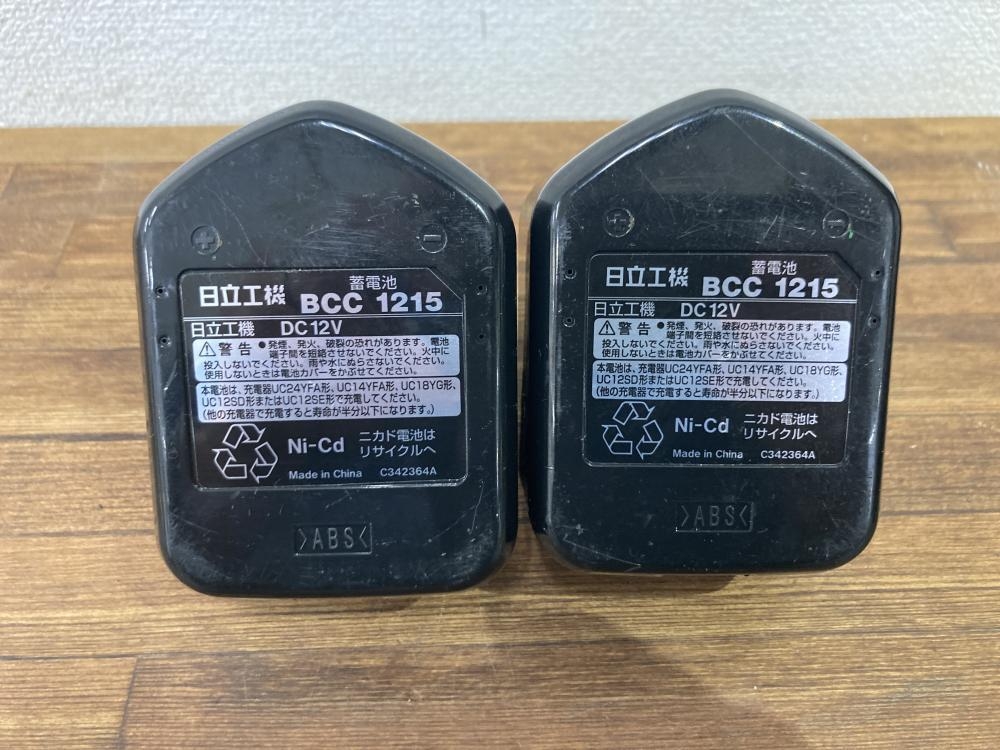 蓄電池
日立工機 BCC 1215
日立工機 DC12V
警告 ●発煙、発火、破裂の恐れがあります。電池
端子間を短絡させないでください。火中に
投入しないでください。雨や水にぬらさないでください。
使用しないときは電池カバーをかぶせてください。
本電池は、充電器UC24YFA形、UC14YFA形、UC18YG形、
UC12SD形またはUC12SE形で充電してください。
(他の充電器で充電すると寿命が半分以下になります。)
Ni-Cd ニカド電池は
リサイクルへ
Made in China C342364A
>ABS<
蓄電池
日立工機 BCC 1215
日立工機 DC12V
警告 ●発煙、発火、破裂の恐れがあります。電池
端子間を短絡させないでください。火中に
投入しないでください。雨や水にぬらさないでください。
使用しないときは電池カバーをかぶせてください。
本電池は、充電器UC24YFA形、UC14YFA形、UC18YG形、
UC12SD形またはUC12SE形で充電してください。
(他の充電器で充電すると寿命が半分以下になります。)
Ni-Cd ニカド電池は
リサイクルへ
Made in China C342364A
>ABS<